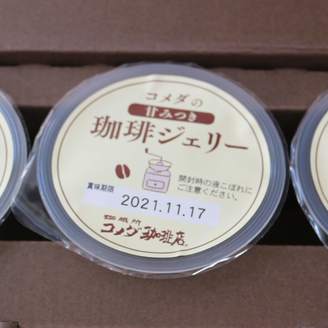 コメダの
甘みつき
珈琲ジェリー
開封時の液こぼれに
ご注意ください。
賞味期限
2021.11.17
珈琲所
コメダ珈琲店